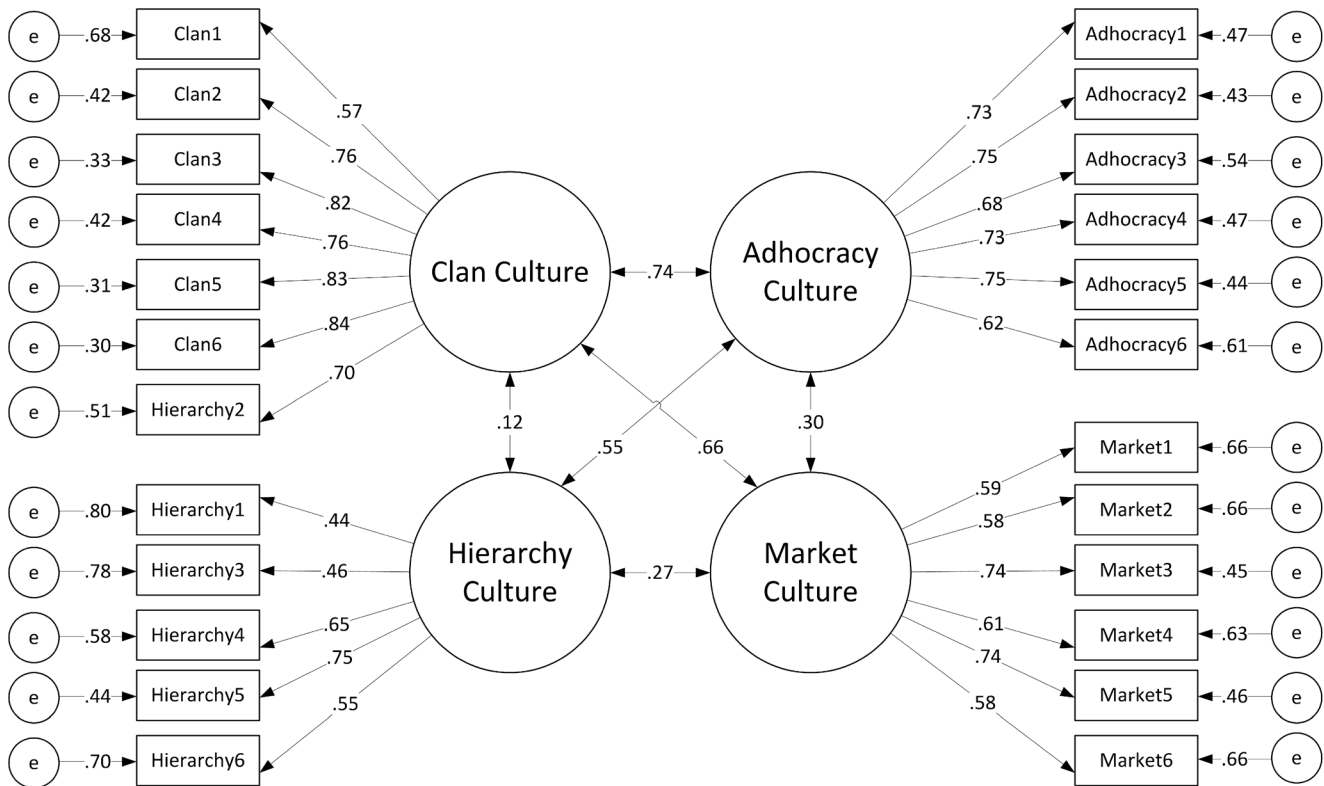 e .68 Clan1
e .42 Clan2
e .33 Clan3
e .42 Clan4
e .31 Clan5
e .30 Clan6
e .51 Hierarchy2
.57
.76
.82
.76
.83
.84
.70
Clan Culture
.74
Adhocracy
Culture
.73
.75
.68
.73
.75
.62
Adhocracy1 .47 e
Adhocracy2 .43 e
Adhocracy3 .54 e
Adhocracy4 .47 e
Adhocracy5 .44 e
Adhocracy6 .61 e
.12
.55
.66
.30
e .80 Hierarchy1
e .78 Hierarchy3
e .58 Hierarchy4
e .44 Hierarchy5
e .70 Hierarchy6
.44
.46
.65
.75
.55
Hierarchy
Culture
.27
Market
Culture
.59
.58
.74
.61
.74
.58
Market1 .66 e
Market2 .66 e
Market3 .45 e
Market4 .63 e
Market5 .46 e
Market6 .66 e